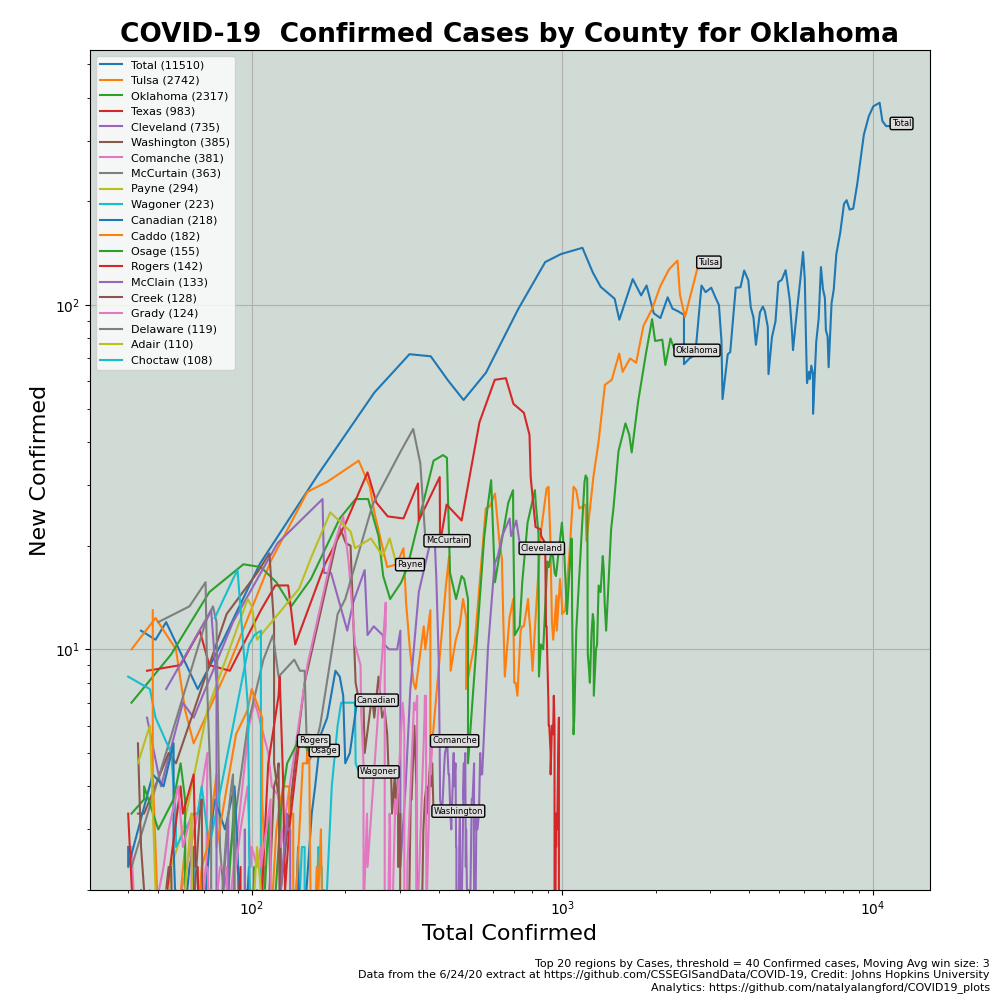 COVID-19  Confirmed Cases by County for Oklahoma
Total (11510)
Tulsa (2742)
Oklahoma (2317)
Texas (983)
Cleveland (735)
Washington (385)
Comanche (381)
McCurtain (363)
Payne (294)
Wagoner (223)
Canadian (218)
Caddo (182)
Osage (155)
Rogers (142)
McClain (133)
Creek (128)
Grady (124)
Delaware (119)
Adair (110)
Choctaw (108)
Total
Tulsa
Oklahoma
McCurtain
Cleveland
Payne
Canadian
Rogers
Osage
Comanche
Wagoner
Washington
10²
10¹
New Confirmed
10² 10³ 10⁴
Total Confirmed
Top 20 regions by Cases, threshold = 40 Confirmed cases, Moving Avg win size: 3
Data from the 6/24/20 extract at https://github.com/CSSEGISandData/COVID-19, Credit: Johns Hopkins University
Analytics: https://github.com/natalyalangford/COVID19_plots